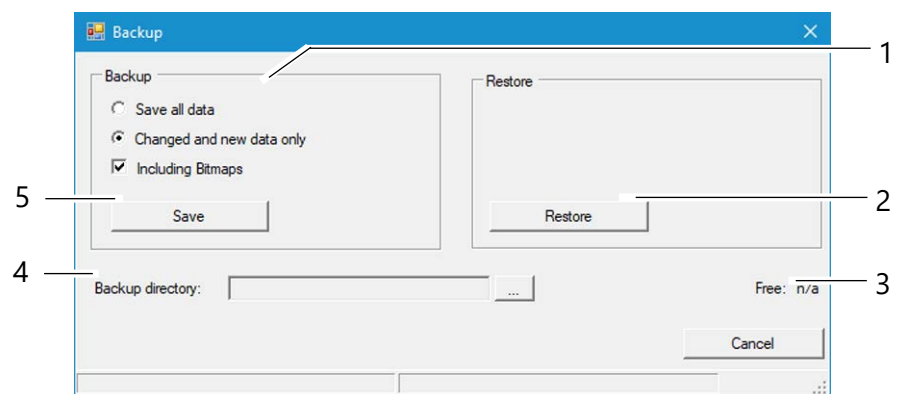 Backup
1
Backup
Restore
Save all data
Changed and new data only
Including Bitmaps
5
2
Save
Restore
4
3
Backup directory:
...
Free: n/a
Cancel